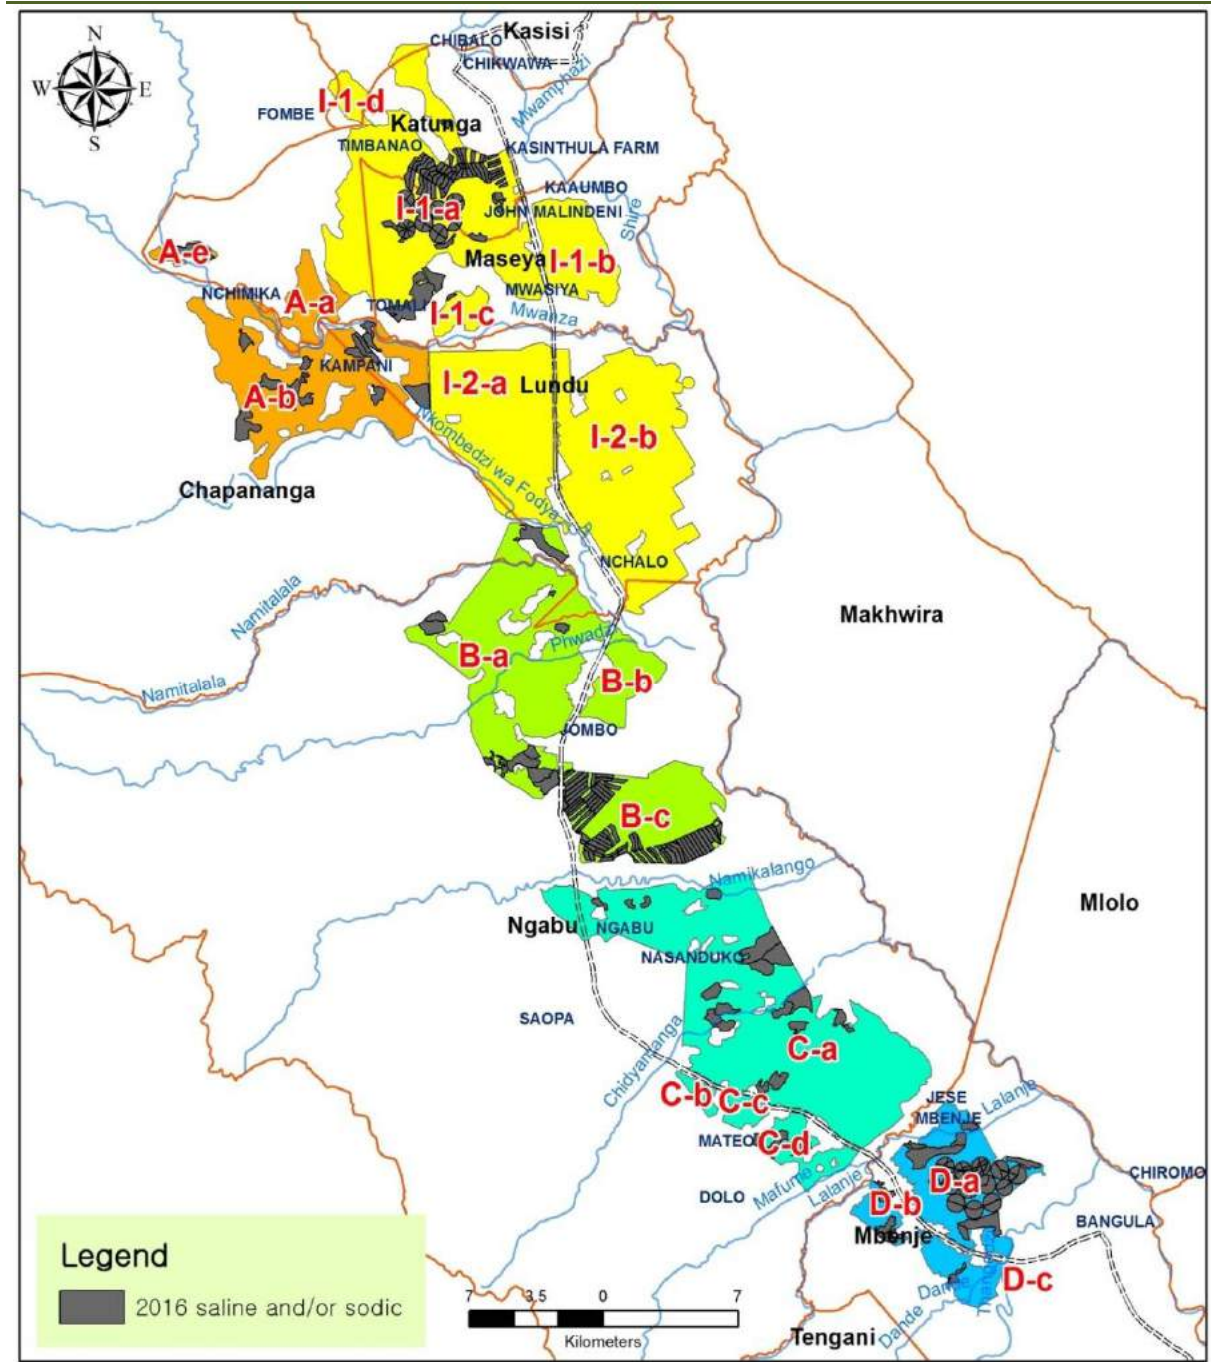 N
W
E
S
Kasisi
CHIBALO
CHIKWAWA
Mwamphazi
I-1-d
FOMBE
Katunga
TIMBANAO
KASINTHULA FARM
KAAUMBO
I-1-a
JOHN MALINDENI
Shire
A-e
Maseya
I-1-b
NCHIMIKA
A-a
TOMALI
MWASIYA
I-1-c
Mwanza
KAMPANI
A-b
I-2-a
Lundu
I-2-b
Nkombedzi wa Fodya
Chapananga
NCHALO
Namitalala
Makhwira
Phwadzi
B-a
B-b
Namitalala
JOMBO
B-c
Namikalango
Mlolo
Ngabu
NGABU
NASANDUKO
SAOPA
C-a
Chidyamanga
C-b
C-c
JESE
MBENJE
Lalanje
MATEO
C-d
D-a
CHIROMO
DOLO
Mafume
Lalanje
D-b
BANGULA
Mbenje
D-c
Dande
Dande
Tengani
Legend
2016 saline and/or sodic
7 3.5 0 7
Kilometers